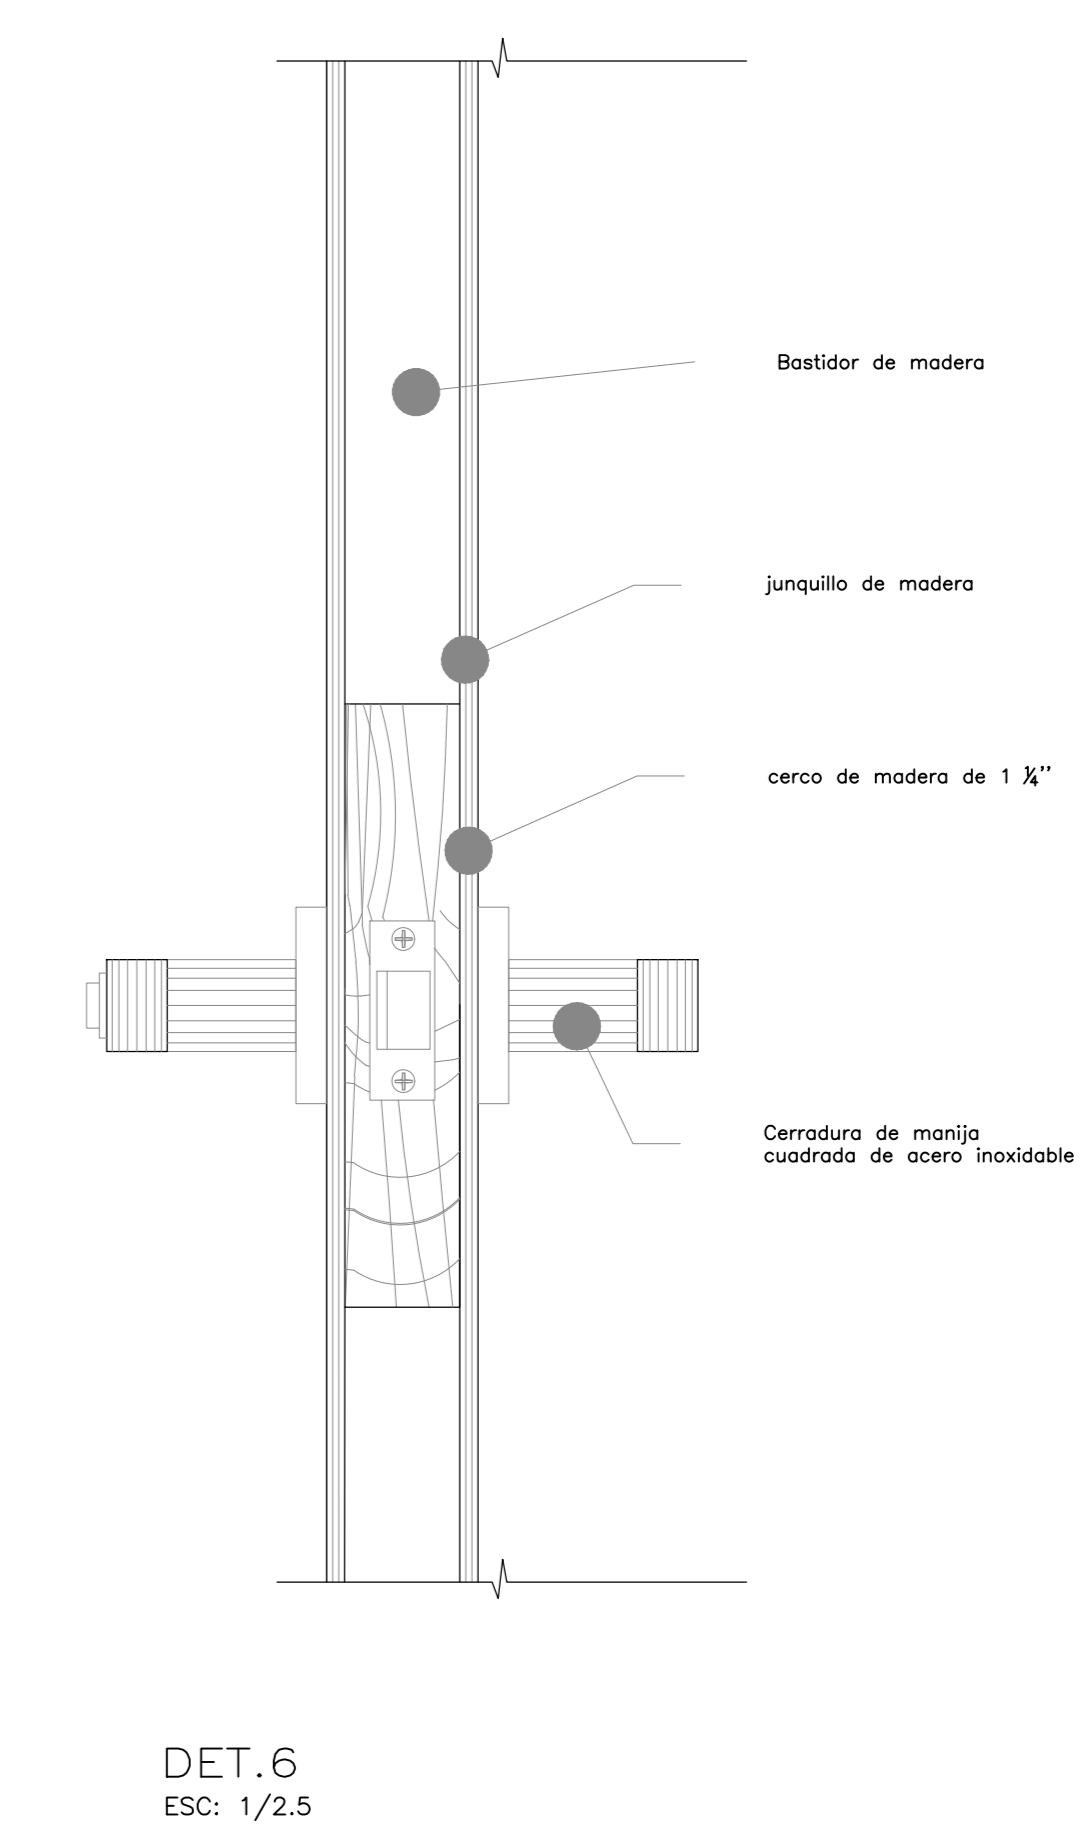 Bastidor de madera
junquillo de madera
cerco de madera de 1 ¼''
Cerradura de manija
cuadrada de acero inoxidable
DET.6
ESC: 1/2.5